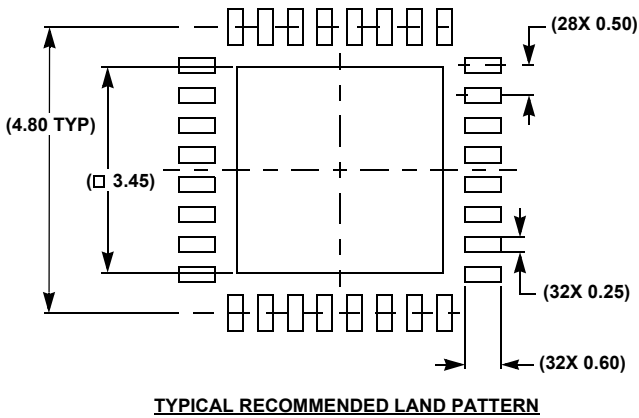 (28X 0.50)
(4.80 TYP)
(□ 3.45)
(32X 0.25)
(32X 0.60)
TYPICAL RECOMMENDED LAND PATTERN